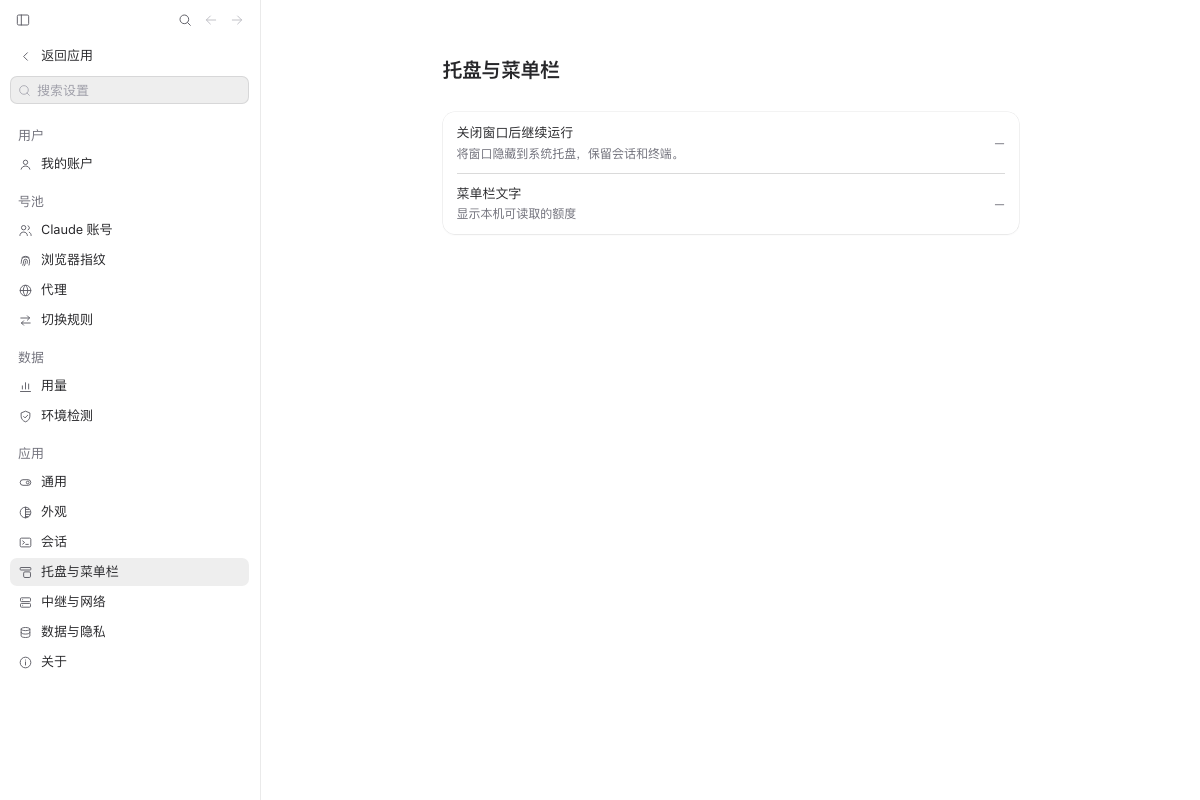 返回应用
搜索设置
用户
我的账户
号池
Claude 账号
浏览器指纹
代理
切换规则
数据
用量
环境检测
应用
通用
外观
会话
托盘与菜单栏
中继与网络
数据与隐私
关于
托盘与菜单栏
关闭窗口后继续运行
将窗口隐藏到系统托盘，保留会话和终端。
—
菜单栏文字
显示本机可读取的额度
—